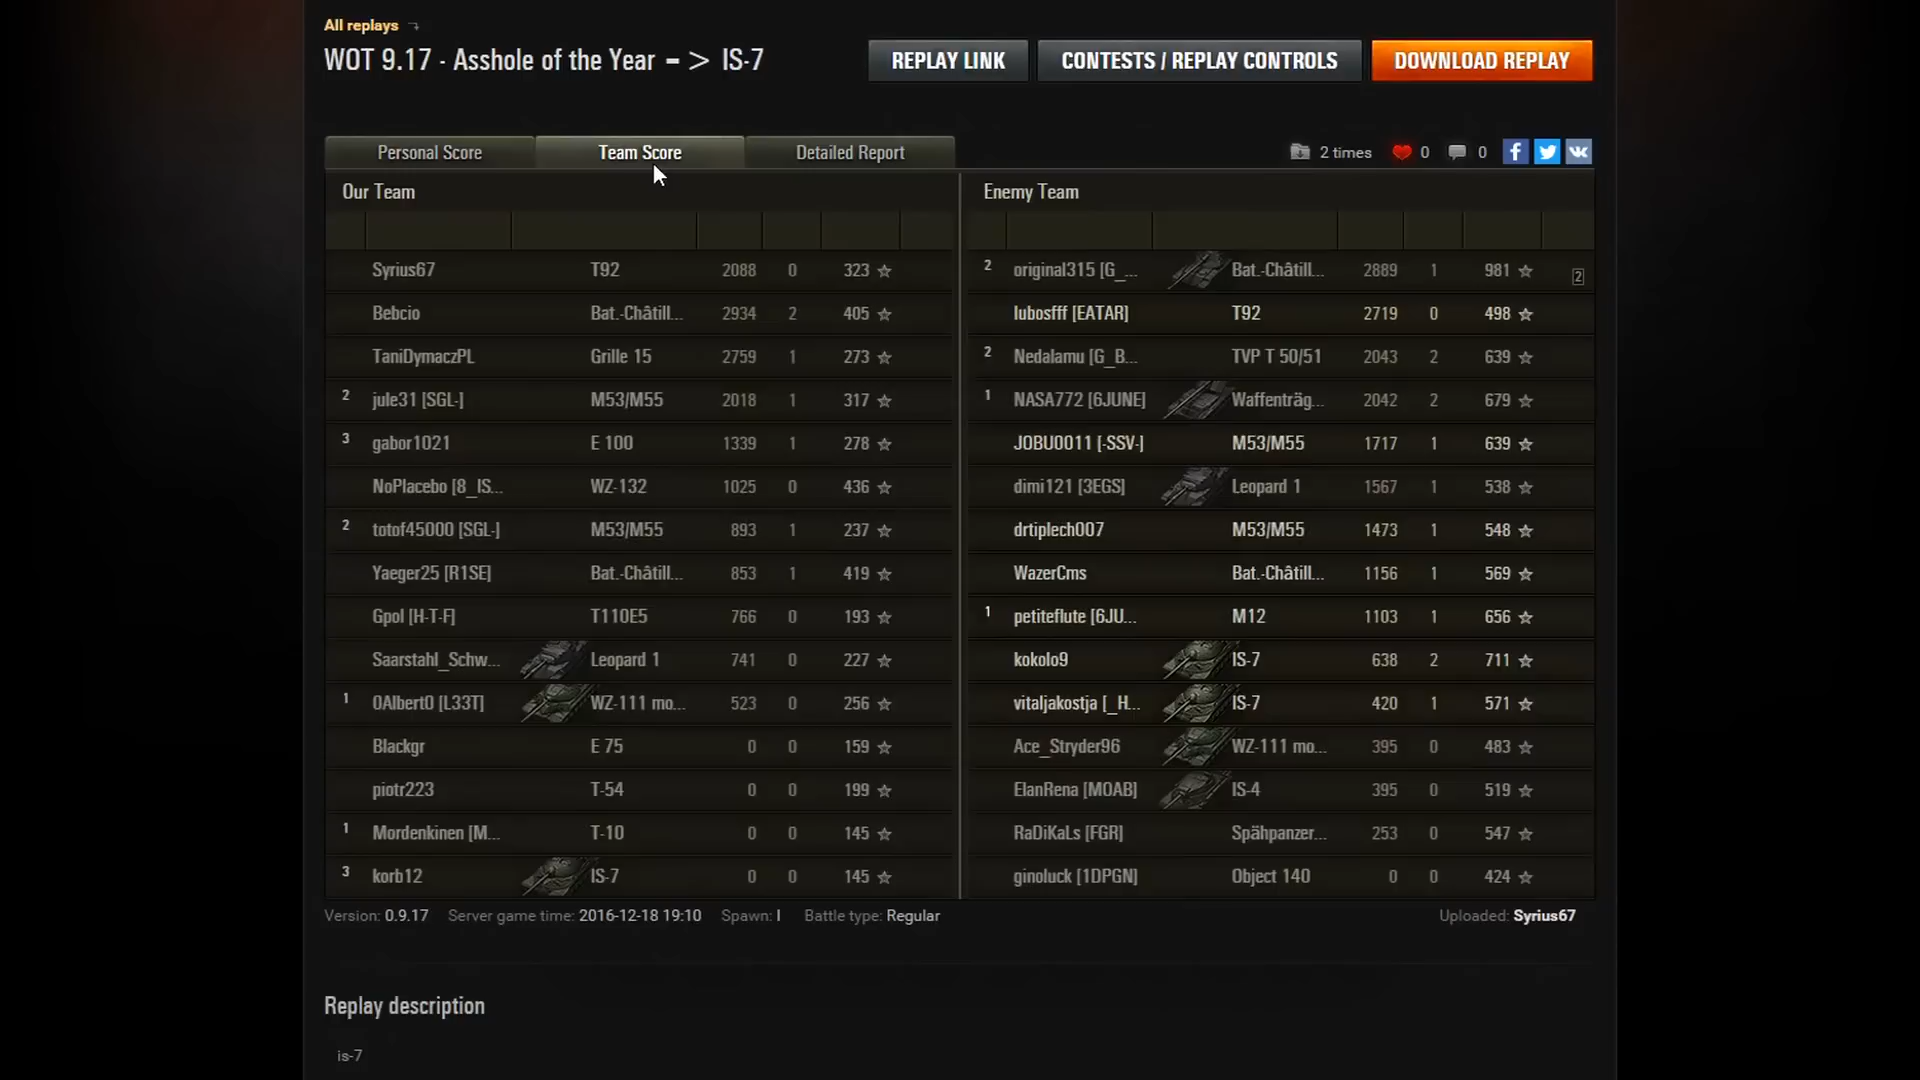 All replays
WOT 9.17 - Asshole of the Year = > IS-7
REPLAY LINK
CONTESTS / REPLAY CONTROLS
DOWNLOAD REPLAY
Personal Score
Team Score
Detailed Report
2 times
0
0
Our Team
Enemy Team
Syrius67 T92 2088 0 323
2 original315 [G_... Bat.-Châtill... 2889 1 981 2
Bebcio Bat.-Châtill... 2934 2 405
lubosfff [EATAR] T92 2719 0 498
TaniDymaczPL Grille 15 2759 1 273
2 Nedalamu [G_B... TVP T 50/51 2043 2 639
2 jule31 [SGL-] M53/M55 2018 1 317
1 NASA772 [6JUNE] Waffenträg... 2042 2 679
3 gabor1021 E 100 1339 1 278
JOBU0011 [-SSV-] M53/M55 1717 1 639
NoPlacebo [8_IS... WZ-132 1025 0 436
dimi121 [3EGS] Leopard 1 1567 1 538
2 totof45000 [SGL-] M53/M55 893 1 237
drtiplech007 M53/M55 1473 1 548
Yaeger25 [R1SE] Bat.-Châtill... 853 1 419
WazerCms Bat.-Châtill... 1156 1 569
Gpol [H-T-F] T110E5 766 0 193
1 petiteflute [6JU... M12 1103 1 656
Saarstahl_Schw... Leopard 1 741 0 227
kokolo9 IS-7 638 2 711
1 0Albert0 [L33T] WZ-111 mo... 523 0 256
vitaljakostja [_H... IS-7 420 1 571
Blackgr E 75 0 0 159
Ace_Stryder96 WZ-111 mo... 395 0 483
piotr223 T-54 0 0 199
ElanRena [MOAB] IS-4 395 0 519
1 Mordenkinen [M... T-10 0 0 145
RaDiKaLs [FGR] Spähpanzer... 253 0 547
3 korb12 IS-7 0 0 145
ginoluck [1DPGN] Object 140 0 0 424
Version: 0.9.17 Server game time: 2016-12-18 19:10 Spawn: I Battle type: Regular
Uploaded: Syrius67
Replay description
is-7